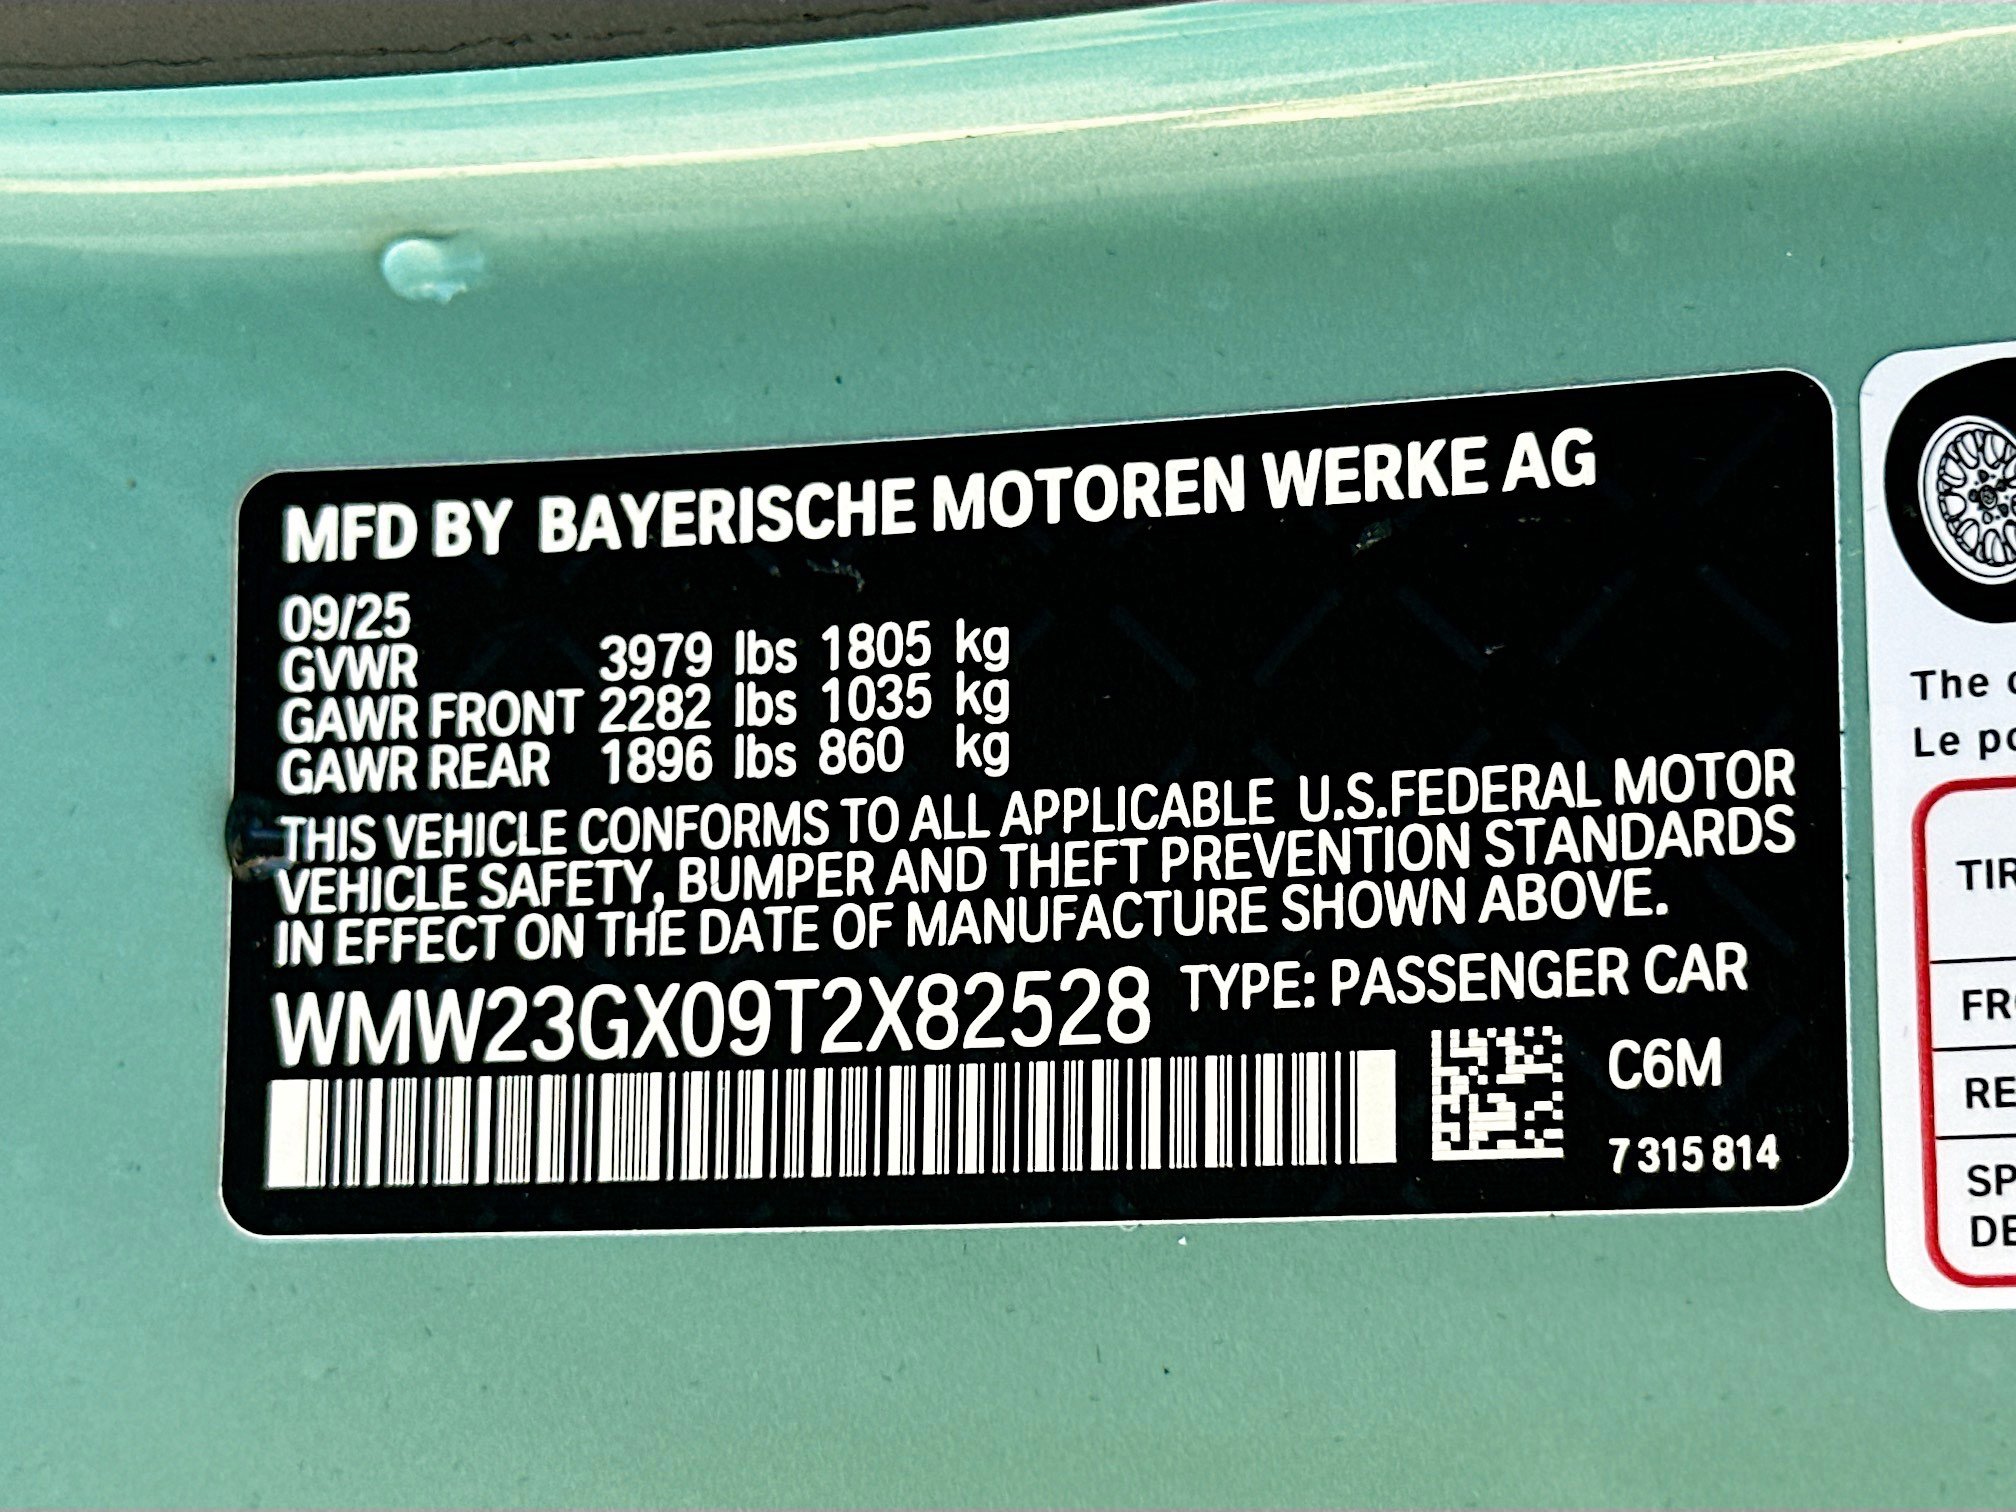 MFD BY BAYERISCHE MOTOREN WERKE AG
09/25
GVWR 3979 lbs 1805 kg
GAWR FRONT 2282 lbs 1035 kg
GAWR REAR 1896 lbs 860 kg
THIS VEHICLE CONFORMS TO ALL APPLICABLE U.S.FEDERAL MOTOR
VEHICLE SAFETY, BUMPER AND THEFT PREVENTION STANDARDS
IN EFFECT ON THE DATE OF MANUFACTURE SHOWN ABOVE.
WMW23GX09T2X82528 TYPE: PASSENGER CAR
C6M
7 315 814
The
Le